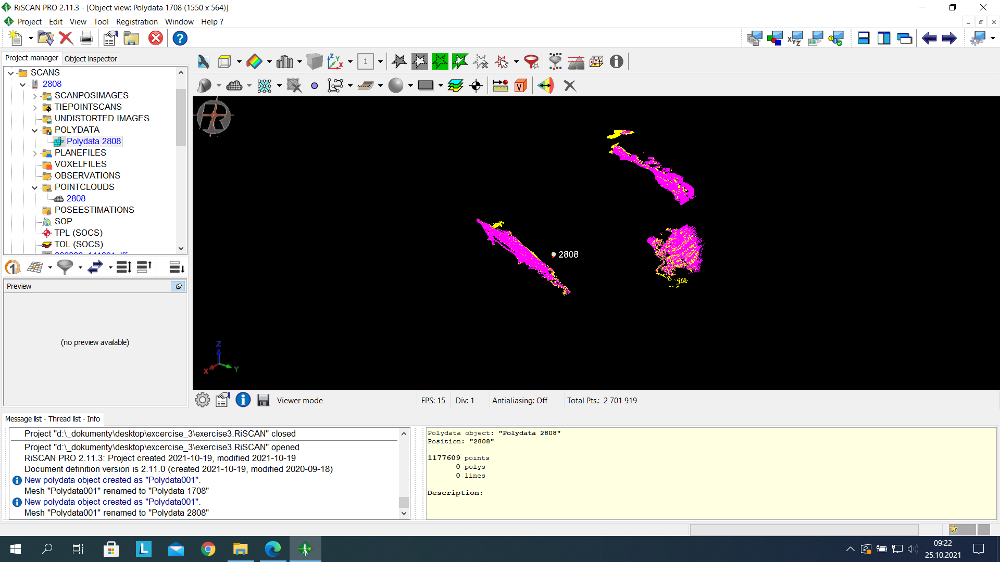 RiSCAN PRO 2.11.3 - [Object view: Polydata 1708 (1550 x 564)]
Project Edit View Tool Registration Window Help ?
XYZ
Project manager Object inspector
Z Y X 1
SCANS
2808
SCANPOSIMAGES
TIEPOINTSCANS
UNDISTORTED IMAGES
POLYDATA
Polydata 2808
PLANEFILES
VOXELFILES
OBSERVATIONS
POINTCLOUDS
2808
POSEESTIMATIONS
SOP
TPL (SOCS)
TOL (SOCS)
V
R
2808
Preview
(no preview available)
Z
X Y
Viewer mode FPS: 15 Div: 1 Antialiasing: Off Total Pts.: 2 701 919
Message list - Thread list - Info
Project "d:\_dokumenty\desktop\excercise_3\exercise3.RiSCAN" closed
Project "d:\_dokumenty\desktop\excercise_3\exercise3.RiSCAN" opened
RiSCAN PRO 2.11.3: Project created 2021-10-19, modified 2021-10-19
Document definition version is 2.11.0 (created 2021-10-19, modified 2020-09-18)
New polydata object created as "Polydata001".
Mesh "Polydata001" renamed to "Polydata 1708"
New polydata object created as "Polydata001".
Mesh "Polydata001" renamed to "Polydata 2808"
Polydata object: "Polydata 2808"
Position: "2808"
1177609 points
0 polys
0 lines
Description:
L
09:22
25.10.2021